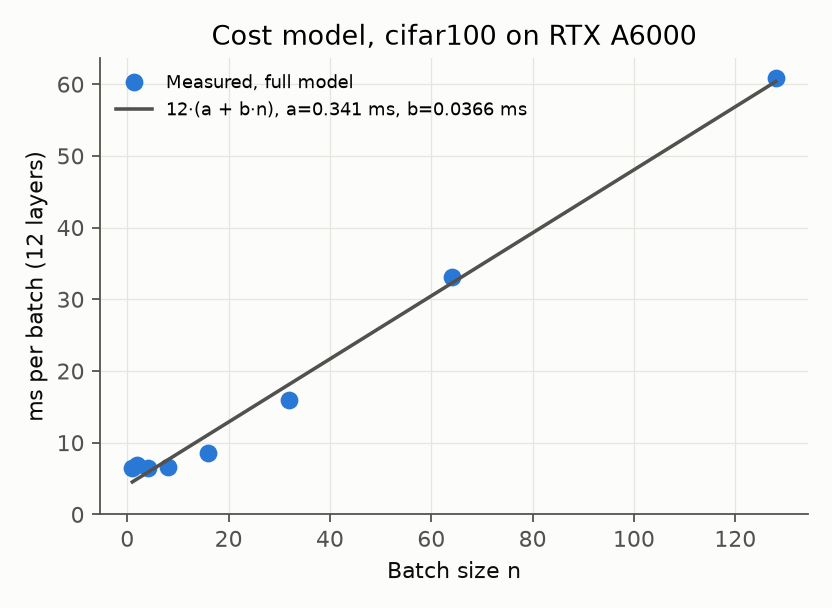 Cost model, cifar100 on RTX A6000
Measured, full model
12·(a + b·n), a=0.341 ms, b=0.0366 ms
ms per batch (12 layers)
60
50
40
30
20
10
0
0 20 40 60 80 100 120
Batch size n